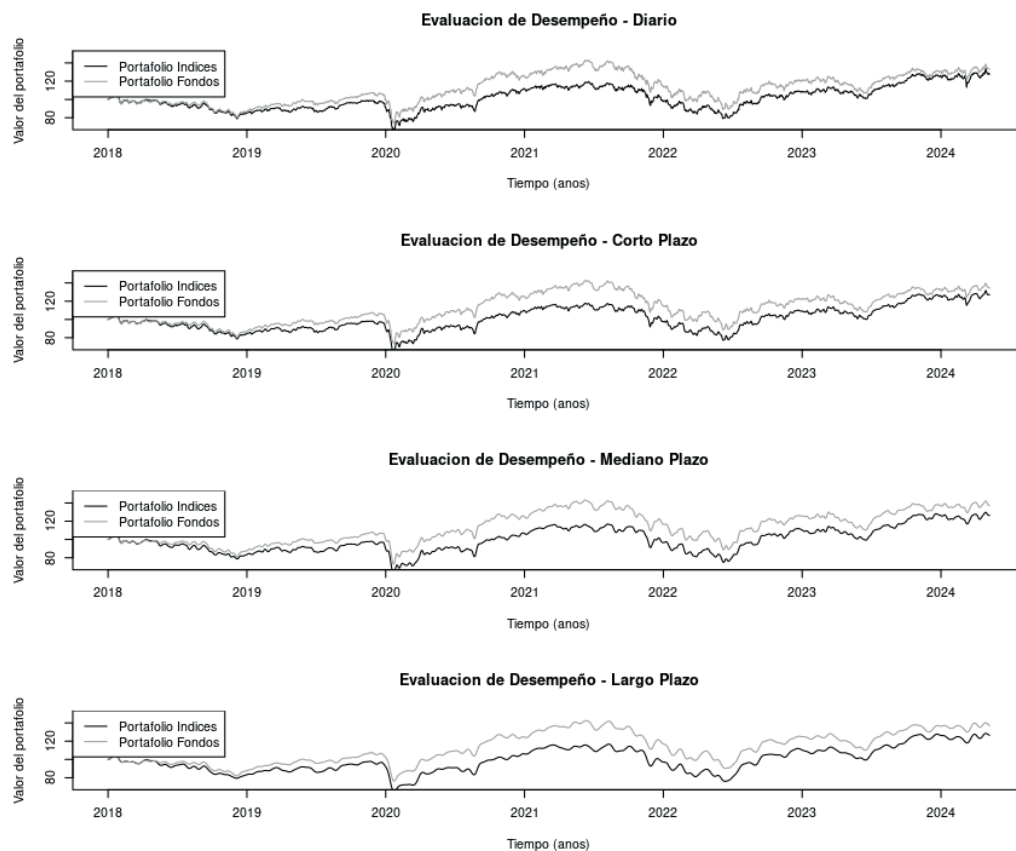 Evaluacion de Desempeño - Diario
Valor del portafolio
80 120
Portafolio Indices
Portafolio Fondos
2018 2019 2020 2021 2022 2023 2024
Tiempo (anos)
Evaluacion de Desempeño - Corto Plazo
Valor del portafolio
80 120
Portafolio Indices
Portafolio Fondos
2018 2019 2020 2021 2022 2023 2024
Tiempo (anos)
Evaluacion de Desempeño - Mediano Plazo
Valor del portafolio
80 120
Portafolio Indices
Portafolio Fondos
2018 2019 2020 2021 2022 2023 2024
Tiempo (anos)
Evaluacion de Desempeño - Largo Plazo
Valor del portafolio
80 120
Portafolio Indices
Portafolio Fondos
2018 2019 2020 2021 2022 2023 2024
Tiempo (anos)